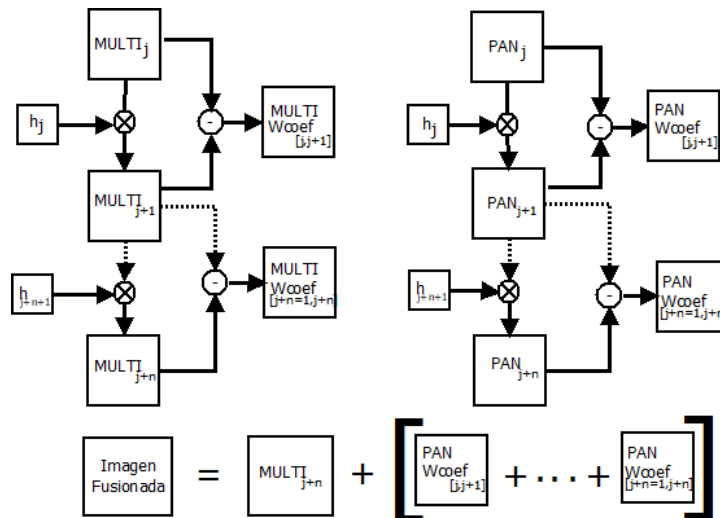 MULTI j
PAN j
h j
-
MULTI
Wcoef
[j,j+1]
h j
-
PAN
Wcoef
[j,j+1]
MULTI j+1
PAN j+1
h j+n+1
-
MULTI
Wcoef
[j+n=1,j+n]
h j+n+1
-
PAN
Wcoef
[j+n=1,j+n
MULTI j+n
PAN j+n
Imagen
Fusionada
=
MULTI j+n
+
[
PAN
Wcoef
[j,j+1]
+ ... +
PAN
Wcoef
[j+n=1,j+n]
]